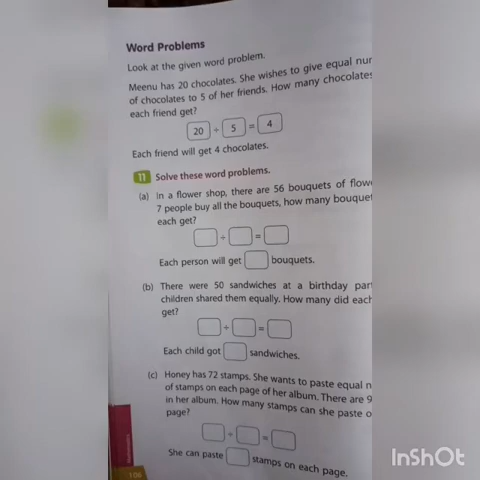 Word Problems
Look at the given word problem.
Meenu has 20 chocolates. She wishes to give equal
of chocolates to 5 of her friends. How many chocolates
each friend get?
20 ÷ 5 = 4
Each friend will get 4 chocolates.
11 Solve these word problems.
(a) In a flower shop, there are 56 bouquets of
7 people buy all the bouquets, how many
each get?
÷ =
Each person will get bouquets.
(b) There were 50 sandwiches at a birthday
children shared them equally. How many did each
get?
÷ =
Each child got sandwiches.
(c) Honey has 72 stamps. She wants to paste equal
of stamps on each page of her album. There are 9
in her album. How many stamps can she paste
page?
÷ =
She can paste stamps on each page.
InShOt